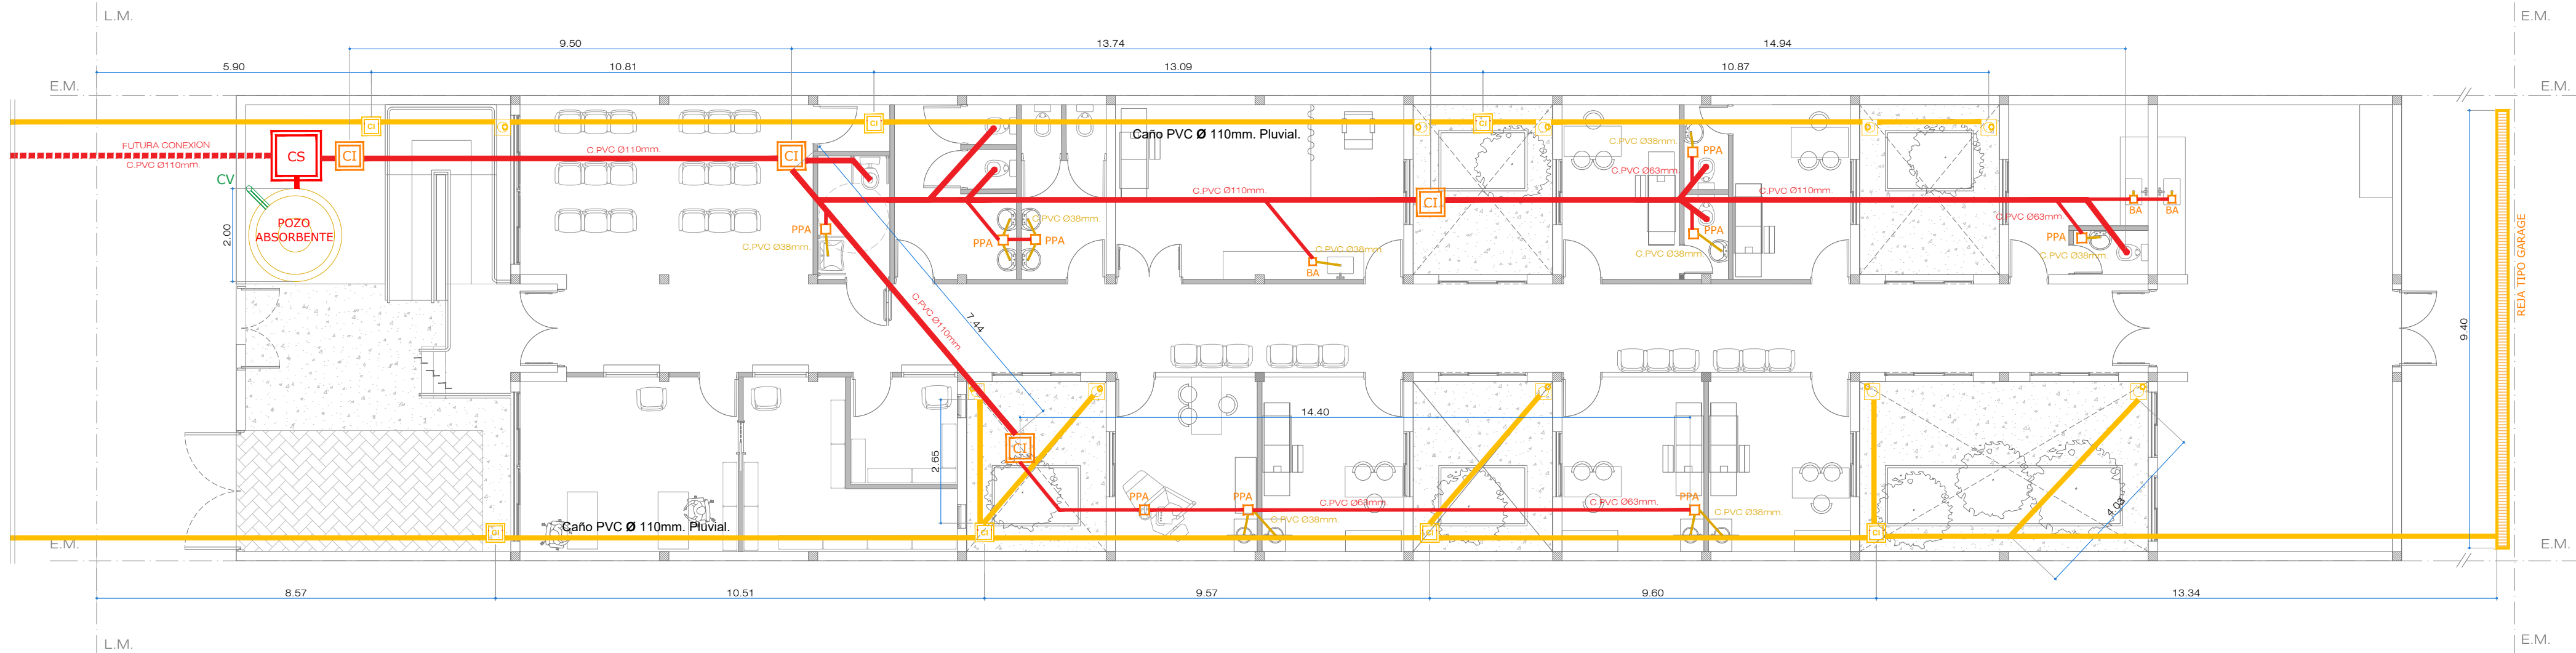 L.M.
E.M.
9.50
13.74
14.94
5.90
10.81
13.09
10.87
E.M.
E.M.
CI
CI
CI
Caño PVC Ø 110mm. Pluvial.
FUTURA CONEXION
C.PVC Ø110mm.
CS
CI
C.PVC Ø110mm.
CI
C.PVC Ø38mm.
PPA
C.PVC Ø63mm.
CV
C.PVC Ø110mm.
CI
C.PVC Ø110mm.
BA
BA
2.00
POZO
ABSORBENTE
PPA
C.PVC Ø38mm.
C.PVC Ø38mm.
PPA
PPA
C.PVC Ø38mm.
BA
PPA
C.PVC Ø38mm.
C.PVC Ø63mm.
PPA
C.PVC Ø38mm.
REJA TIPO GARAGE
C.PVC Ø110mm.
7.44
9.40
14.40
CI
2.65
PPA
PPA
C.PVC Ø63mm.
C.PVC Ø63mm.
PPA
C.PVC Ø38mm.
C.PVC Ø38mm.
4.03
Caño PVC Ø 110mm. Pluvial.
CI
CI
CI
CI
E.M.
E.M.
8.57
10.51
9.57
9.60
13.34
L.M.
E.M.